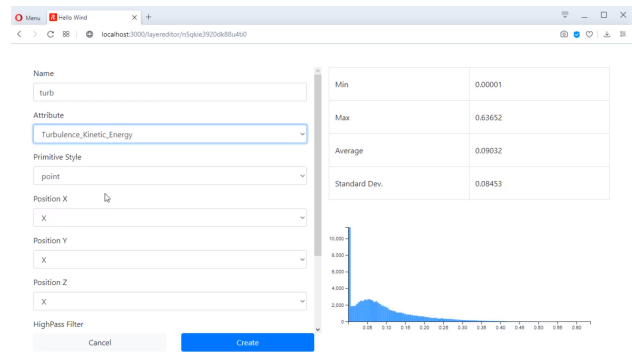 Menu
Hello Wind
localhost:3000/layereditor/n5qkie3920dk88u4ti0
Name
turb
Attribute
Turbulence_Kinetic_Energy
Primitive Style
point
Position X
X
Position Y
X
Position Z
X
HighPass Filter
Cancel
Create
Min 0.00001
Max 0.63652
Average 0.09032
Standard Dev. 0.08453
10,000
8,000
6,000
4,000
2,000
0
0.05 0.10 0.15 0.20 0.25 0.30 0.35 0.40 0.45 0.50 0.55 0.60